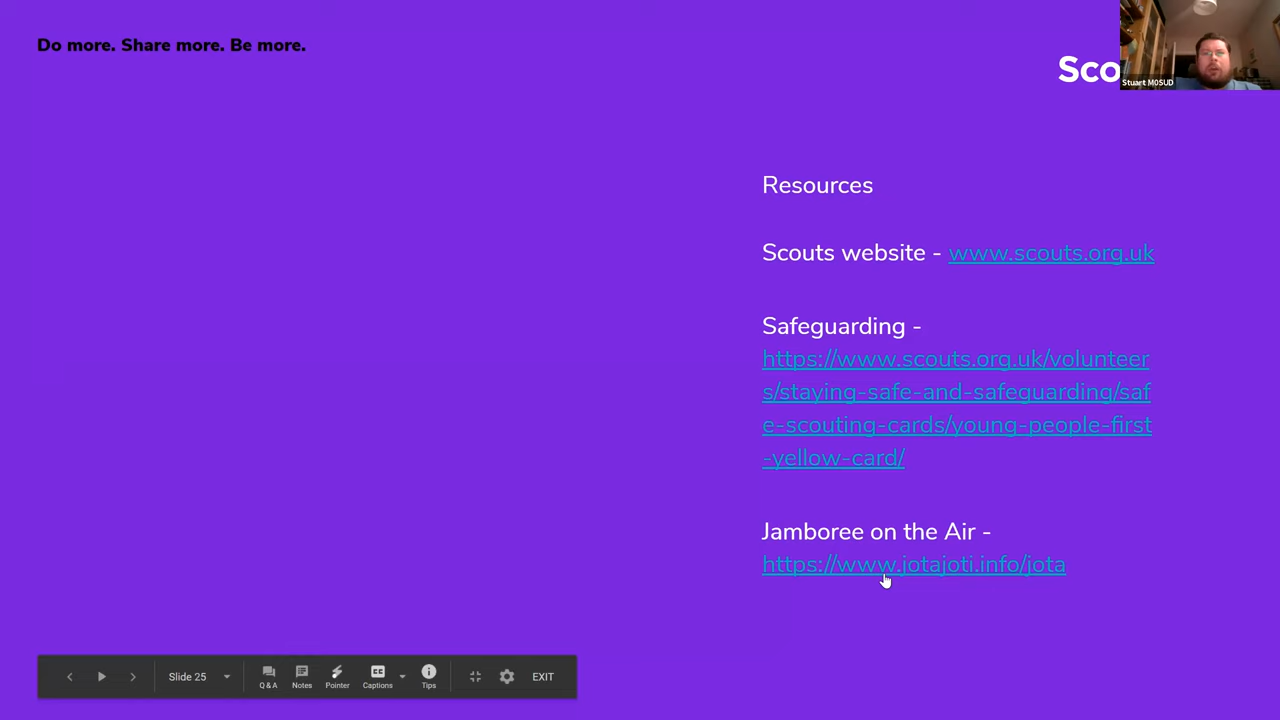 Do more. Share more. Be more.
Sco
Stuart M0SUD
Resources
Scouts website - www.scouts.org.uk
Safeguarding -
https://www.scouts.org.uk/volunteer
s/staying-safe-and-safeguarding/saf
e-scouting-cards/young-people-first
-yellow-card/
Jamboree on the Air -
https://www.jotajoti.info/jota
Slide 25
Q & A
Notes
Pointer
CC
Captions
Tips
EXIT